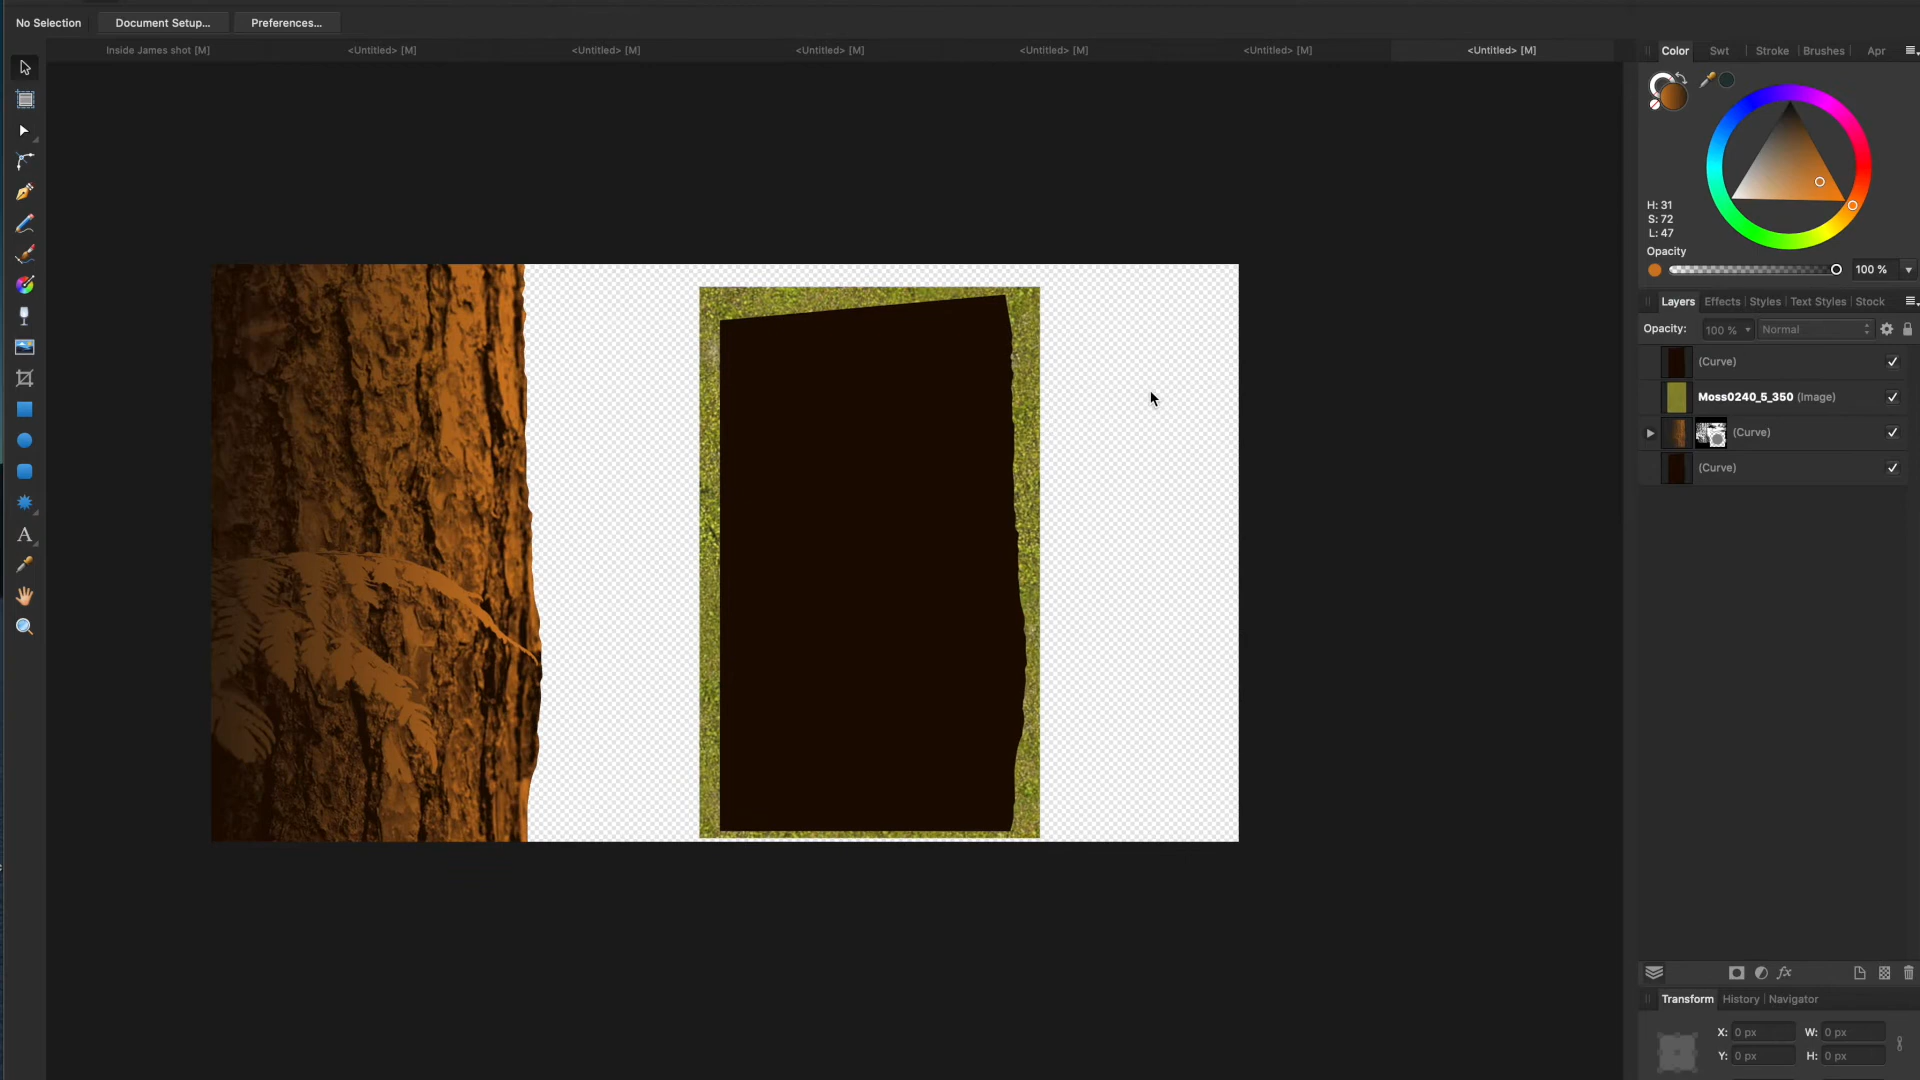 No Selection
Document Setup...
Preferences...
Inside James shot [M]
<Untitled> [M]
<Untitled> [M]
<Untitled> [M]
<Untitled> [M]
<Untitled> [M]
<Untitled> [M]
Color
Swt
Stroke
Brushes
Apr
H: 31
S: 72
L: 47
Opacity
100 %
Layers
Effects
Styles
Text Styles
Stock
Opacity:
100 %
Normal
(Curve)
Moss0240_5_350 (Image)
(Curve)
(Curve)
A
fx
Transform
History
Navigator
X: 0 px
W: 0 px
Y: 0 px
H: 0 px